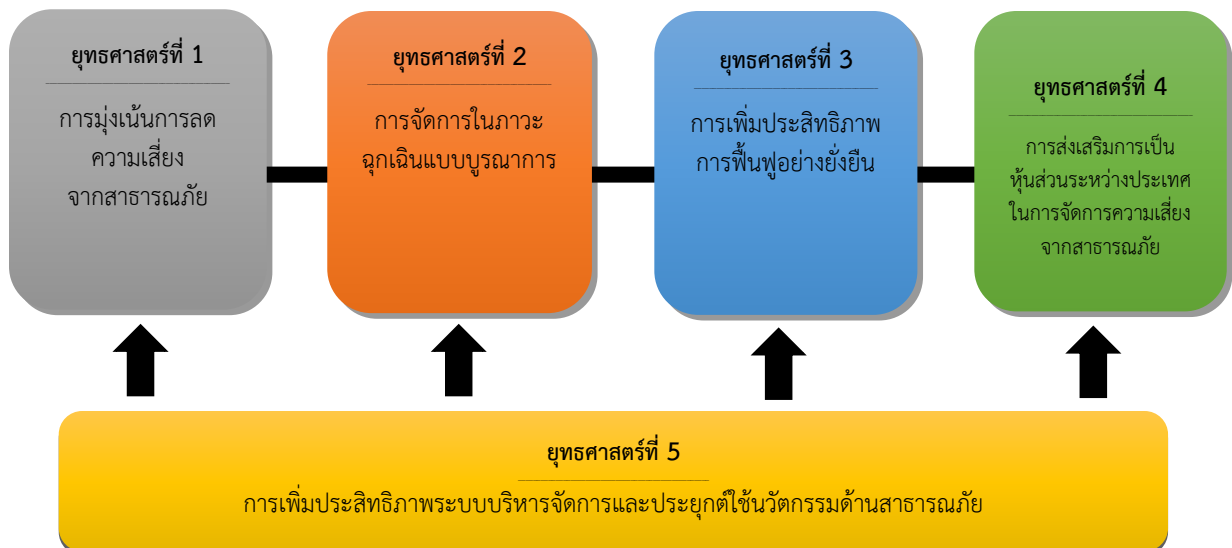 ยุทธศาสตร์ที่ 1
การมุ่งเน้นการลด
ความเสี่ยง
จากสาธารณภัย
ยุทธศาสตร์ที่ 2
การจัดการในภาวะ
ฉุกเฉินแบบบูรณาการ
ยุทธศาสตร์ที่ 3
การเพิ่มประสิทธิภาพ
การฟื้นฟูอย่างยั่งยืน
ยุทธศาสตร์ที่ 4
การส่งเสริมการเป็น
หุ้นส่วนระหว่างประเทศ
ในการจัดการความเสี่ยง
จากสาธารณภัย
ยุทธศาสตร์ที่ 5
การเพิ่มประสิทธิภาพระบบบริหารจัดการและประยุกต์ใช้นวัตกรรมด้านสาธารณภัย